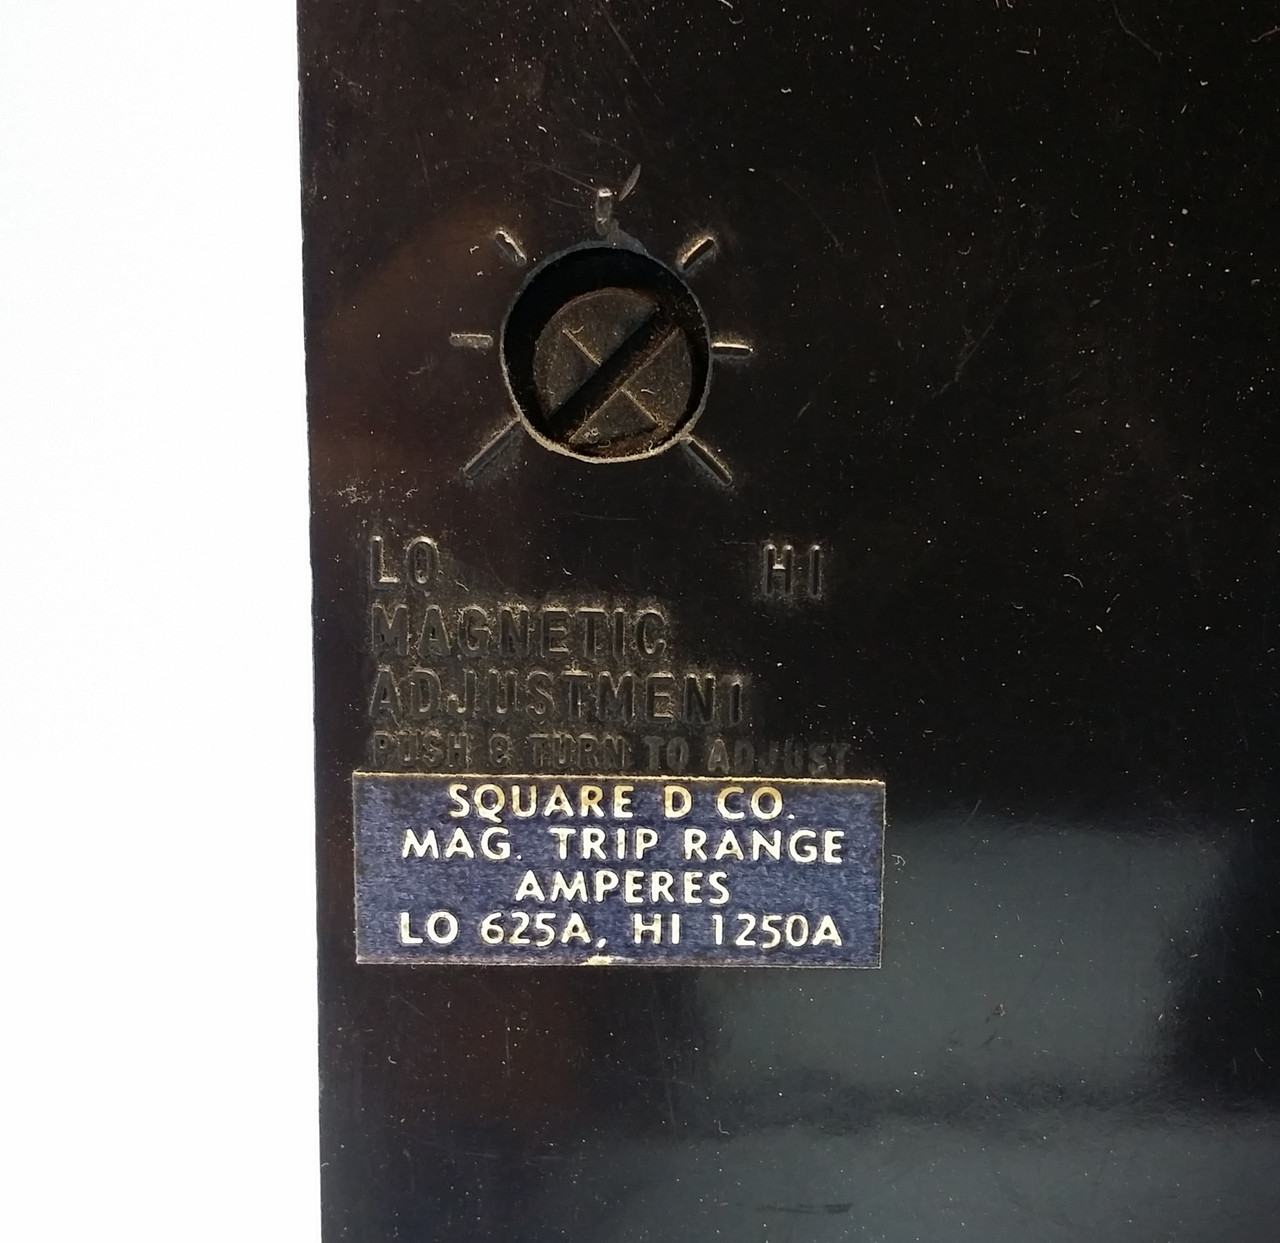 LO HI
MAGNETIC
ADJUSTMENT
PUSH & TURN TO ADJUST
SQUARE D CO.
MAG. TRIP RANGE
AMPERES
LO 625A, HI 1250A